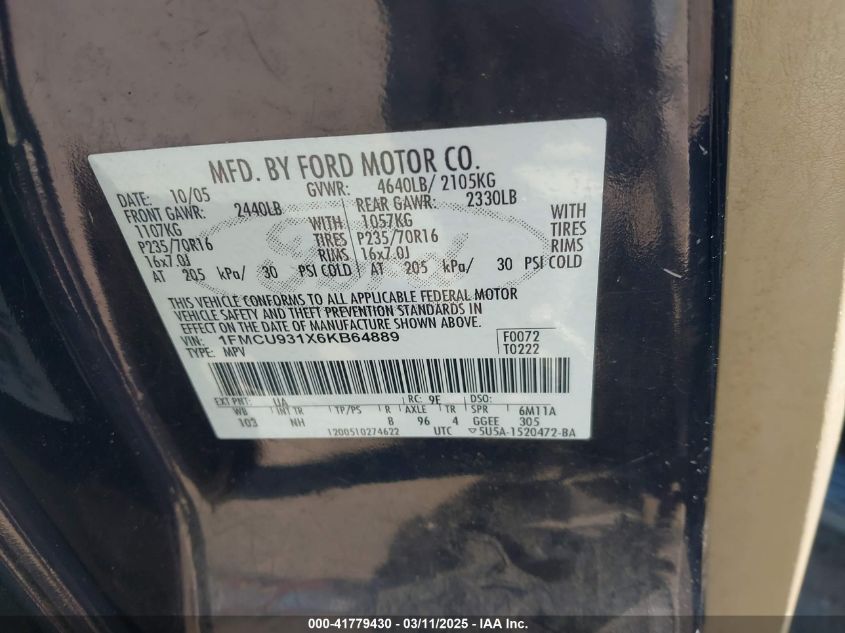 MFD. BY FORD MOTOR CO.
DATE: 10/05 GVWR: 4640LB/ 2105KG
FRONT GAWR: 2440LB REAR GAWR: 2330LB
1107KG WITH 1057KG WITH
P235/70R16 TIRES P235/70R16 TIRES
16x7.0J RIMS 16x7.0J RIMS
AT 205 kPa/ 30 PSI COLD AT 205 kPa/ 30 PSI COLD
THIS VEHICLE CONFORMS TO ALL APPLICABLE FEDERAL MOTOR
VEHICLE SAFETY AND THEFT PREVENTION STANDARDS IN
EFFECT ON THE DATE OF MANUFACTURE SHOWN ABOVE.
VIN: 1FMCU931X6KB64889 F0072
TYPE: MPV T0222
EXT PNT: UA RC: 9E DSO:
WB INT TR TP/PS R AXLE TR SPR 6M11A
103 NH 8 96 4 GGEE 305
1200510274622 UTC 5U5A-1520472-BA
000-41779430 - 03/11/2025 - IAA Inc.